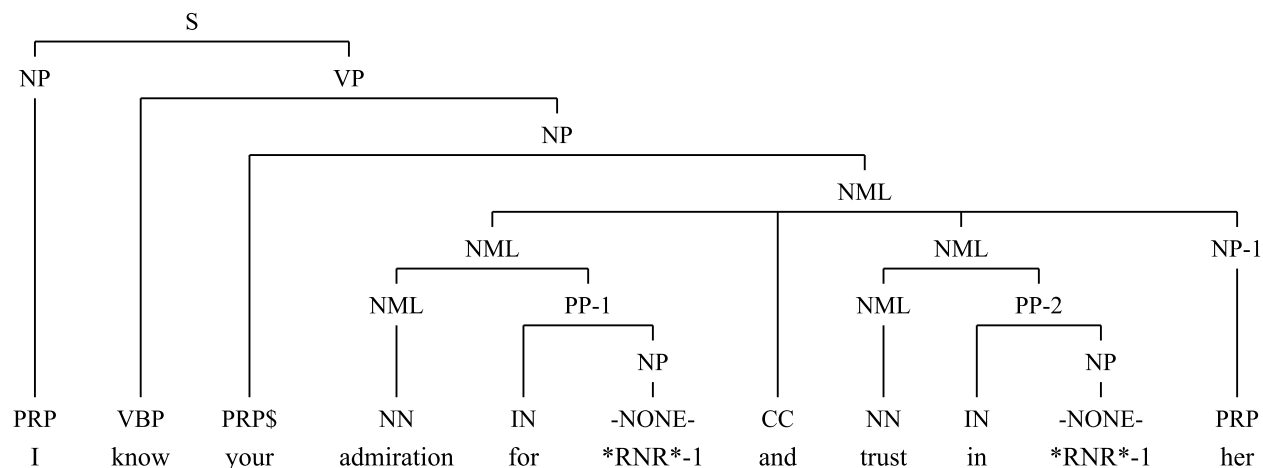 S
NP VP
NP
NML
NML NML NP-1
NML PP-1 NML PP-2
NP NP
PRP VBP PRP$ NN IN -NONE- CC NN IN -NONE- PRP
I know your admiration for *RNR*-1 and trust in *RNR*-1 her